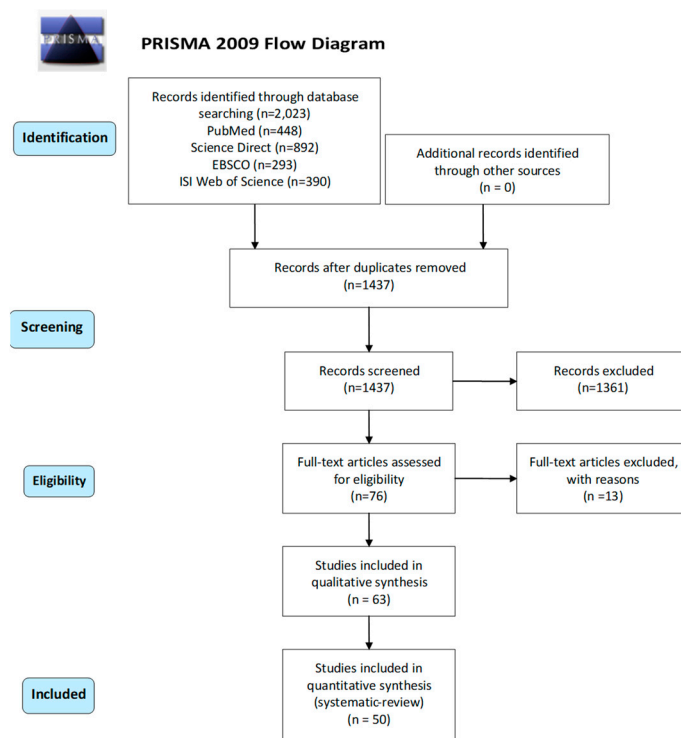 PRISMA
PRISMA 2009 Flow Diagram
Identification
Records identified through database
searching (n=2,023)
PubMed (n=448)
Science Direct (n=892)
EBSCO (n=293)
ISI Web of Science (n=390)
Additional records identified
through other sources
(n = 0)
Records after duplicates removed
(n=1437)
Screening
Records screened
(n=1437)
Records excluded
(n=1361)
Eligibility
Full-text articles assessed
for eligibility
(n=76)
Full-text articles excluded,
with reasons
(n =13)
Studies included in
qualitative synthesis
(n = 63)
Included
Studies included in
quantitative synthesis
(systematic-review)
(n = 50)